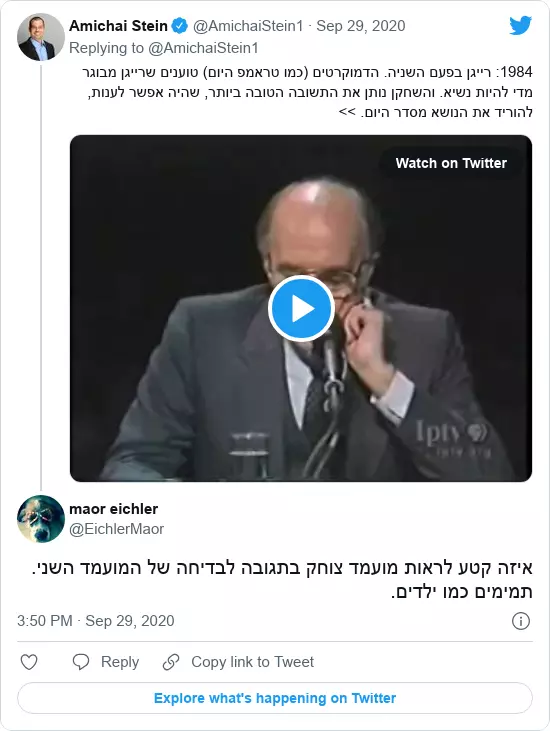 Amichai Stein @AmichaiStein1 · Sep 29, 2020
Replying to @AmichaiStein1
1984: רייגן בפעם השניה. הדמוקרטים (כמו טראמפ היום) טוענים שרייגן מבוגר
מדי להיות נשיא. והשחקן נותן את התשובה הטובה ביותר, שהיה אפשר לענות,
להוריד את הנושא מסדר היום. >>
Watch on Twitter
Iptv
iptv.org
maor eichler
@EichlerMaor
איזה קטע לראות מועמד צוחק בתגובה לבדיחה של המועמד השני.
תמימים כמו ילדים.
3:50 PM · Sep 29, 2020
Reply
Copy link to Tweet
Explore what's happening on Twitter